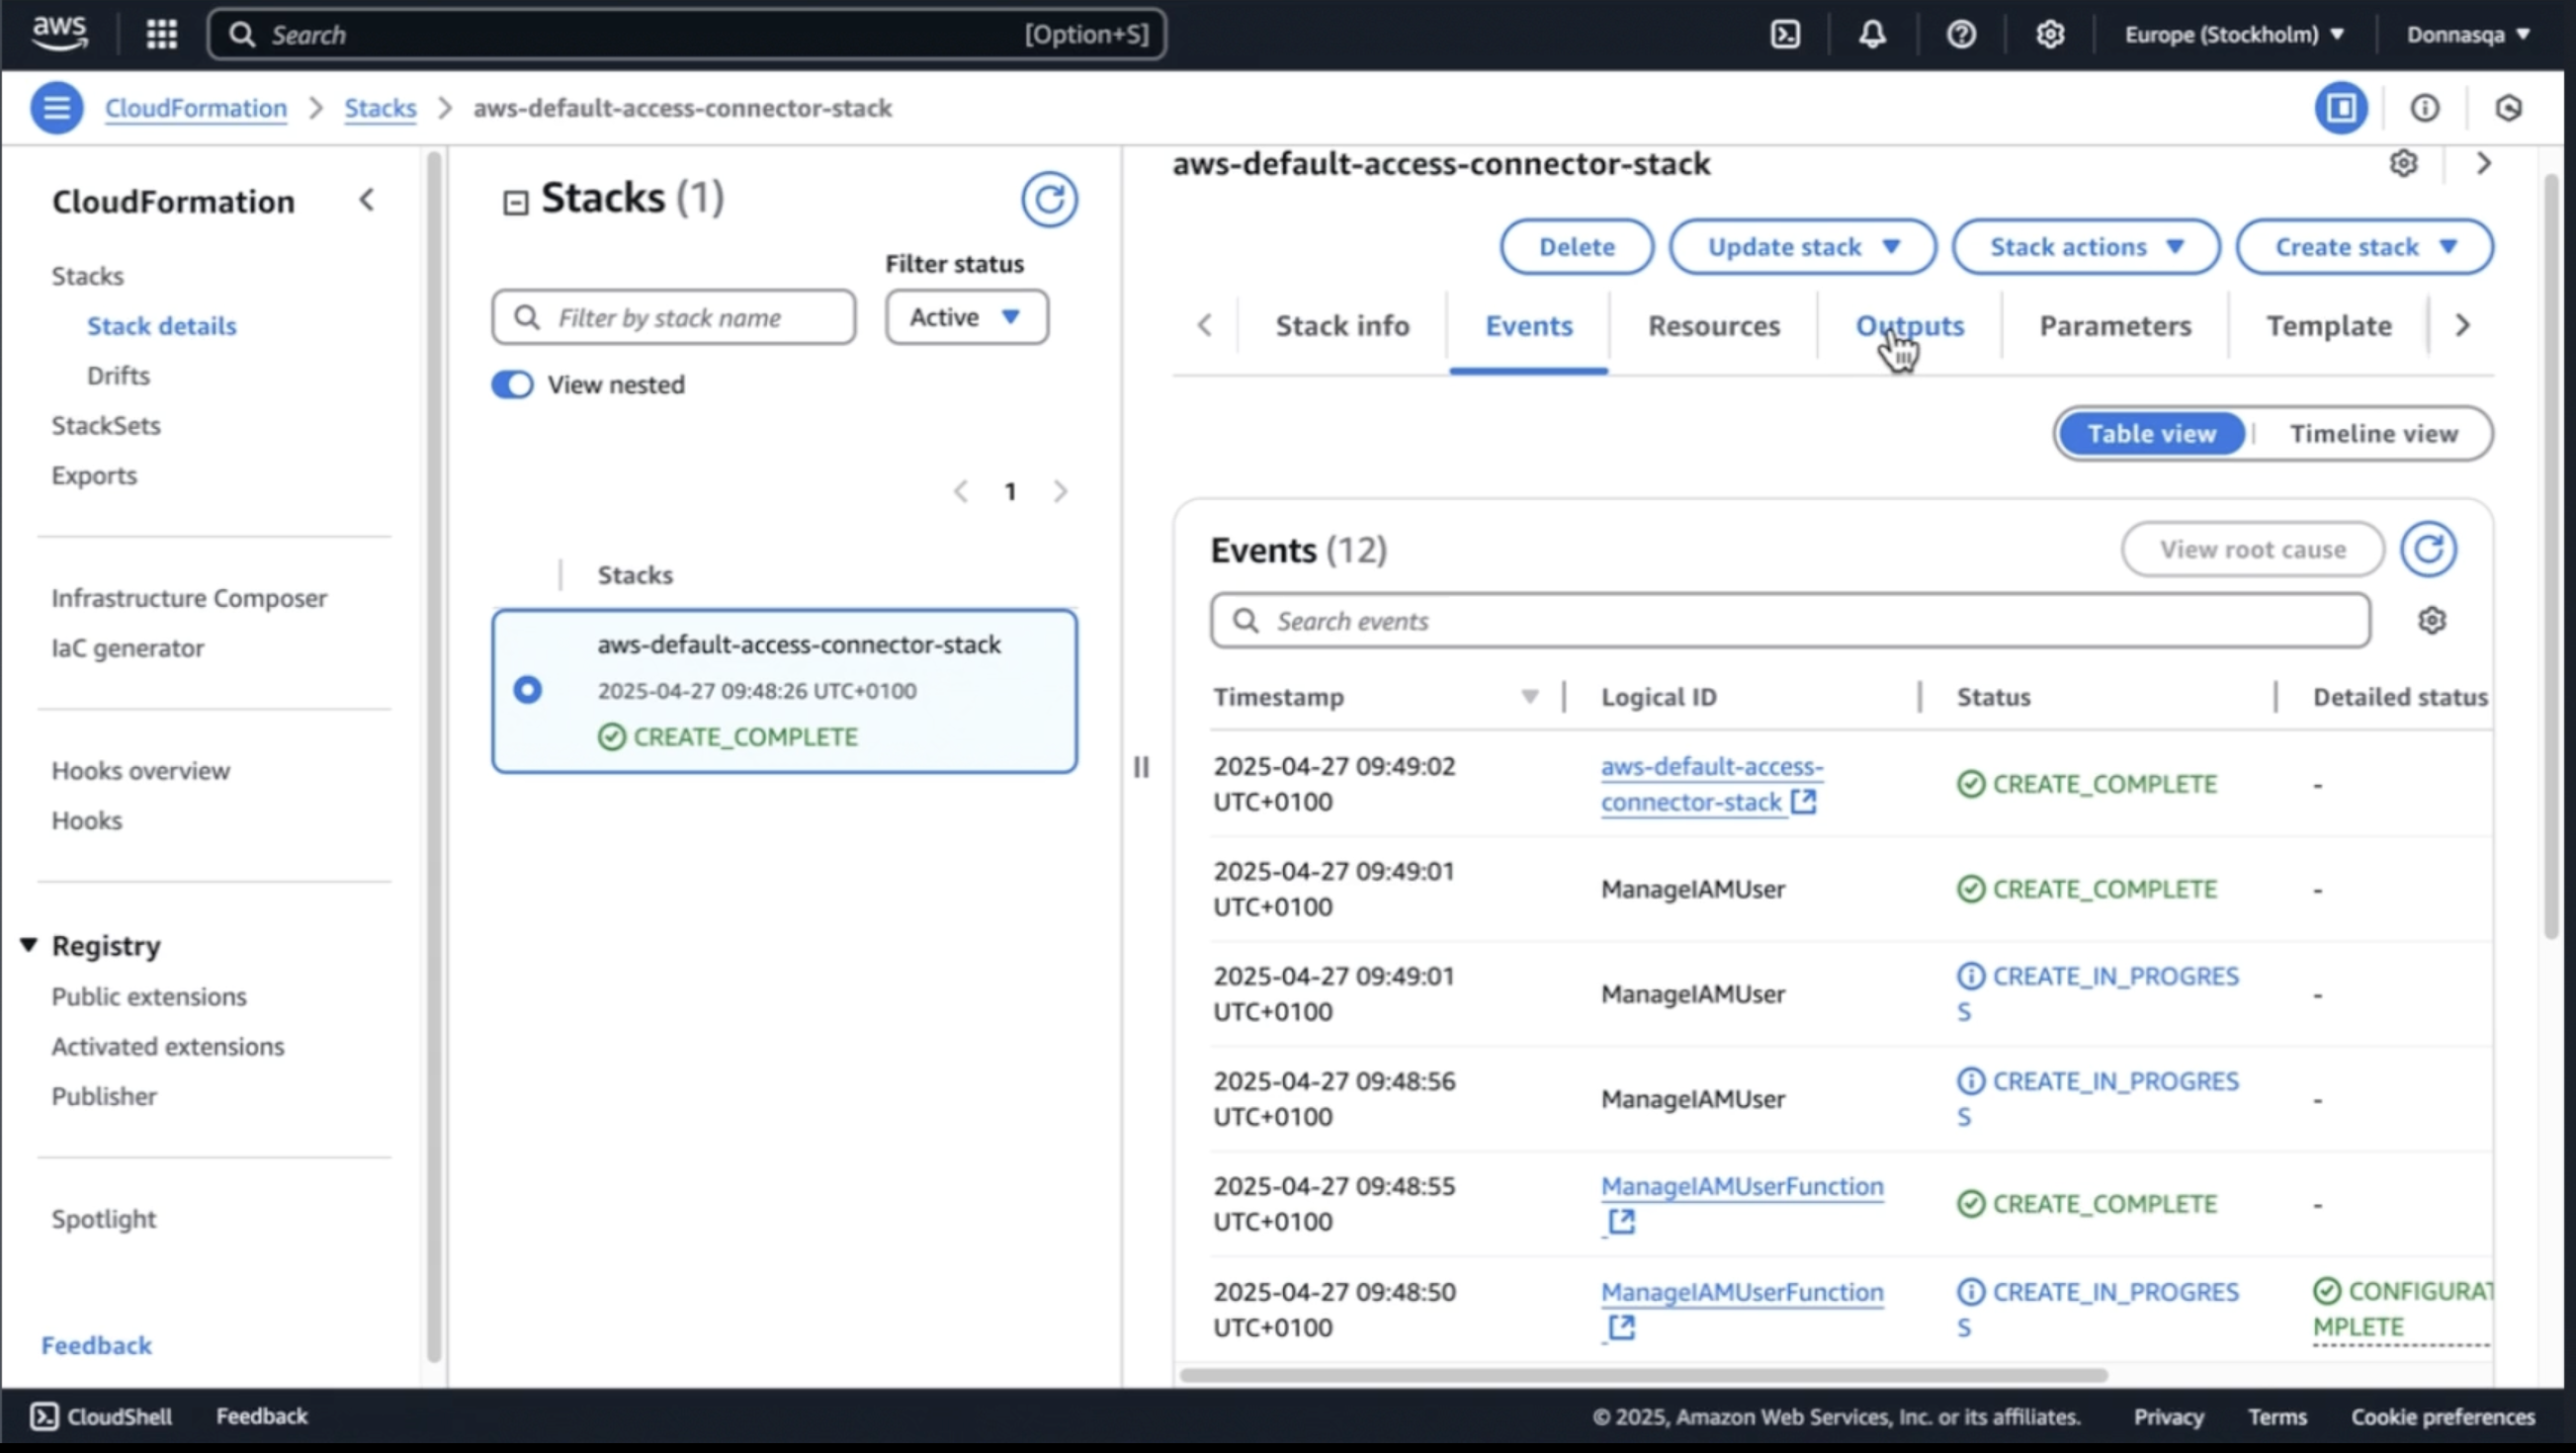 aws
Search
[Option+S]
Europe (Stockholm)
Donnasqa
CloudFormation
Stacks
aws-default-access-connector-stack
CloudFormation
Stacks
Stack details
Drifts
StackSets
Exports
Infrastructure Composer
IaC generator
Hooks overview
Hooks
Registry
Public extensions
Activated extensions
Publisher
Spotlight
Feedback
Stacks (1)
Filter status
Filter by stack name
Active
View nested
1
Stacks
aws-default-access-connector-stack
2025-04-27 09:48:26 UTC+0100
CREATE_COMPLETE
aws-default-access-connector-stack
Delete
Update stack
Stack actions
Create stack
Stack info
Events
Resources
Outputs
Parameters
Template
Table view
Timeline view
Events (12)
View root cause
Search events
Timestamp
Logical ID
Status
Detailed status
2025-04-27 09:49:02
UTC+0100
aws-default-access-
connector-stack
CREATE_COMPLETE
-
2025-04-27 09:49:01
UTC+0100
ManageIAMUser
CREATE_COMPLETE
-
2025-04-27 09:49:01
UTC+0100
ManageIAMUser
CREATE_IN_PROGRES
S
-
2025-04-27 09:48:56
UTC+0100
ManageIAMUser
CREATE_IN_PROGRES
S
-
2025-04-27 09:48:55
UTC+0100
ManageIAMUserFunction
CREATE_COMPLETE
-
2025-04-27 09:48:50
UTC+0100
ManageIAMUserFunction
CREATE_IN_PROGRES
S
CONFIGURAT
MPLETE
CloudShell
Feedback
© 2025, Amazon Web Services, Inc. or its affiliates.
Privacy
Terms
Cookie preferences